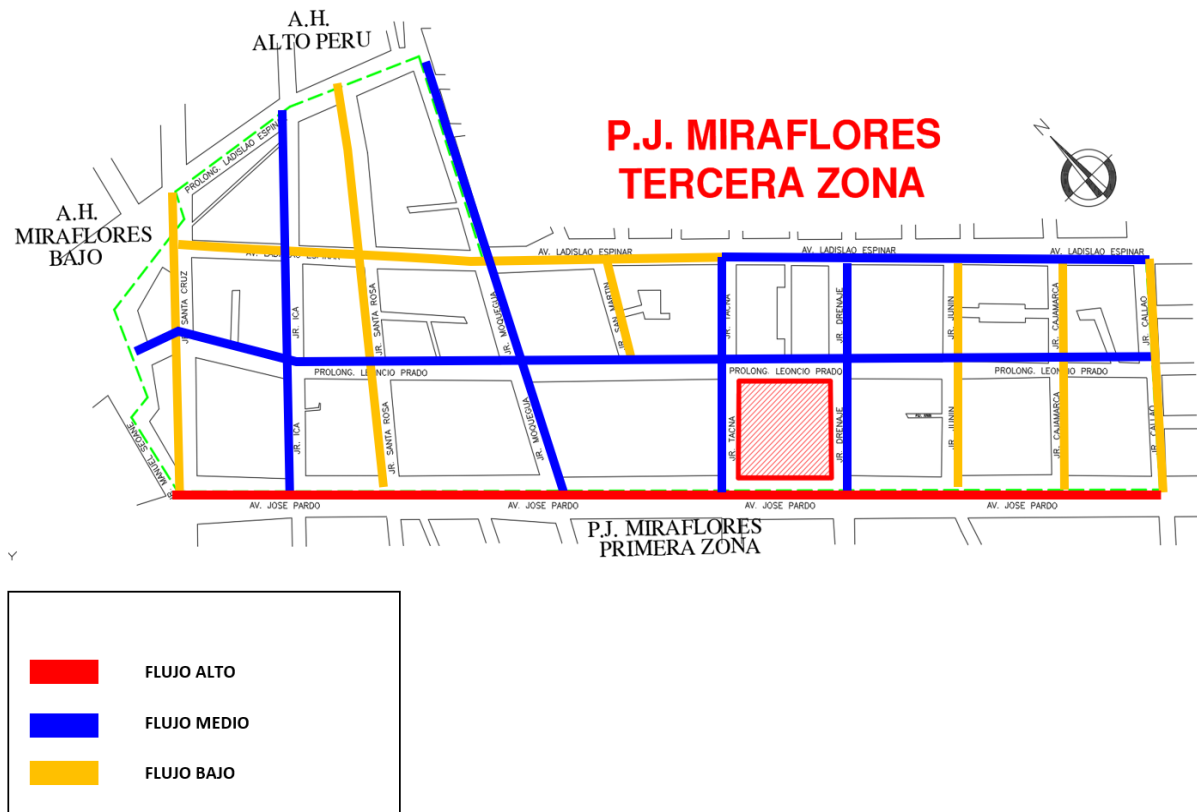 A.H.
ALTO PERU
P.J. MIRAFLORES
TERCERA ZONA
N
A.H.
MIRAFLORES
BAJO
PROLONG. LADISLAO ESPINAR
AV. LADISLAO ESPINAR
AV. LADISLAO ESPINAR
AV. LADISLAO ESPINAR
AV. LADISLAO ESPINAR
JR. SANTA CRUZ
JR. ICA
JR. SANTA ROSA
JR. MOQUEGUA
JR. SAN MARTIN
JR. TACNA
JR. DRENAJE
JR. JUNIN
JR. CAJAMARCA
JR. CALLAO
PROLONG. LEONCIO PRADO
PROLONG. LEONCIO PRADO
PROLONG. LEONCIO PRADO
JR. ICA
JR. SANTA ROSA
JR. MOQUEGUA
JR. TACNA
JR. DRENAJE
JR. JUNIN
JR. CAJAMARCA
JR. CALLAO
MANUEL SEOANE
AV. JOSE PARDO
AV. JOSE PARDO
AV. JOSE PARDO
AV. JOSE PARDO
P.J. MIRAFLORES
PRIMERA ZONA
Y
FLUJO ALTO
FLUJO MEDIO
FLUJO BAJO